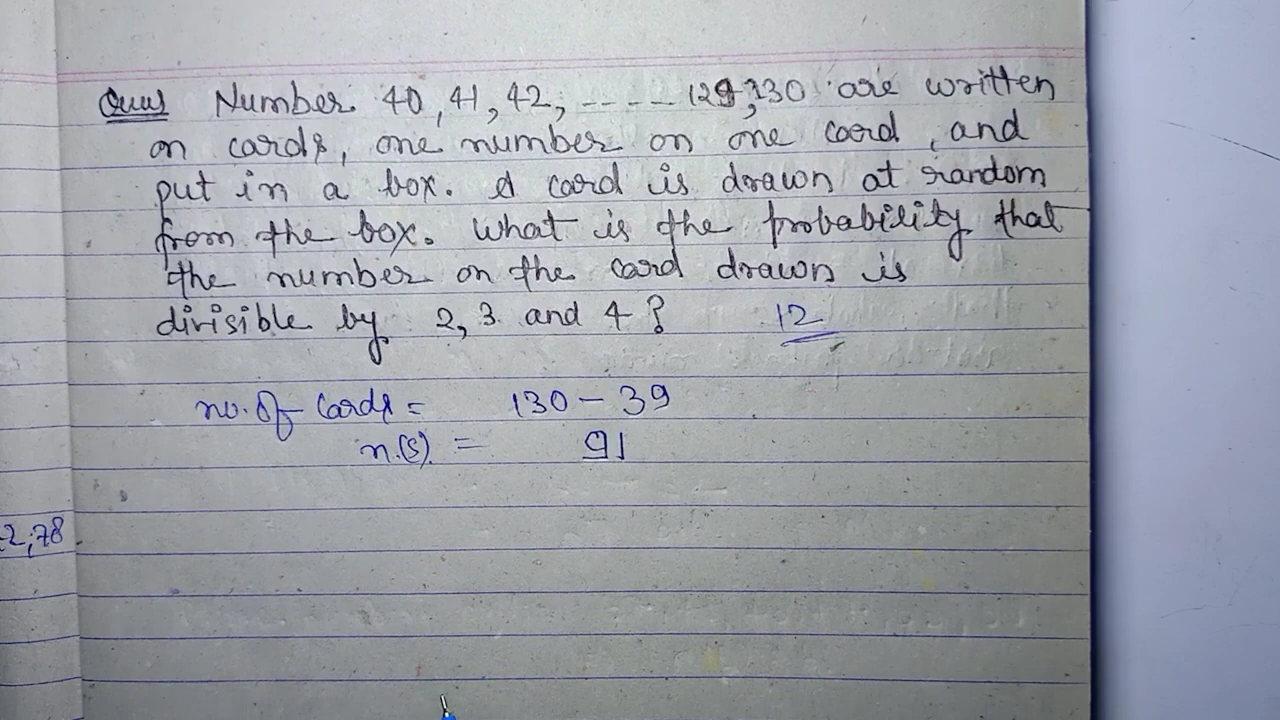 Ques Number 40, 41, 42, ----- 129, 130 are written
on cards, one number on one card, and
put in a box. A card is drawn at random
from the box. What is the probability that
the number on the card drawn is
divisible by 2, 3 and 4 ? 12
no. of Cards = 130 - 39
n.(s) = 91
2,78